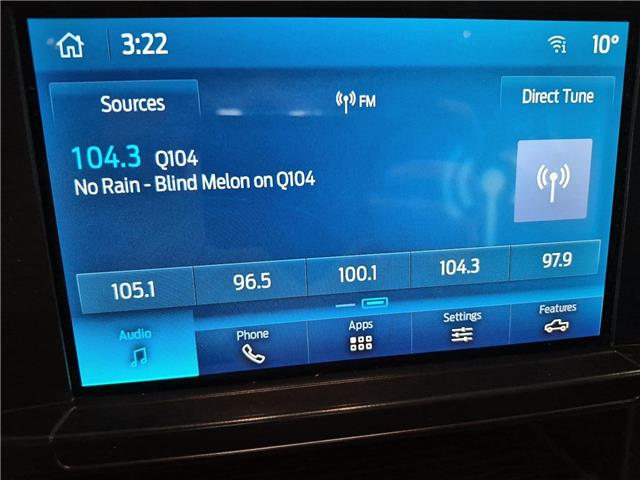 3:22 10°
Sources FM Direct Tune
104.3 Q104
No Rain - Blind Melon on Q104
105.1 96.5 100.1 104.3 97.9
Audio Phone Apps Settings Features